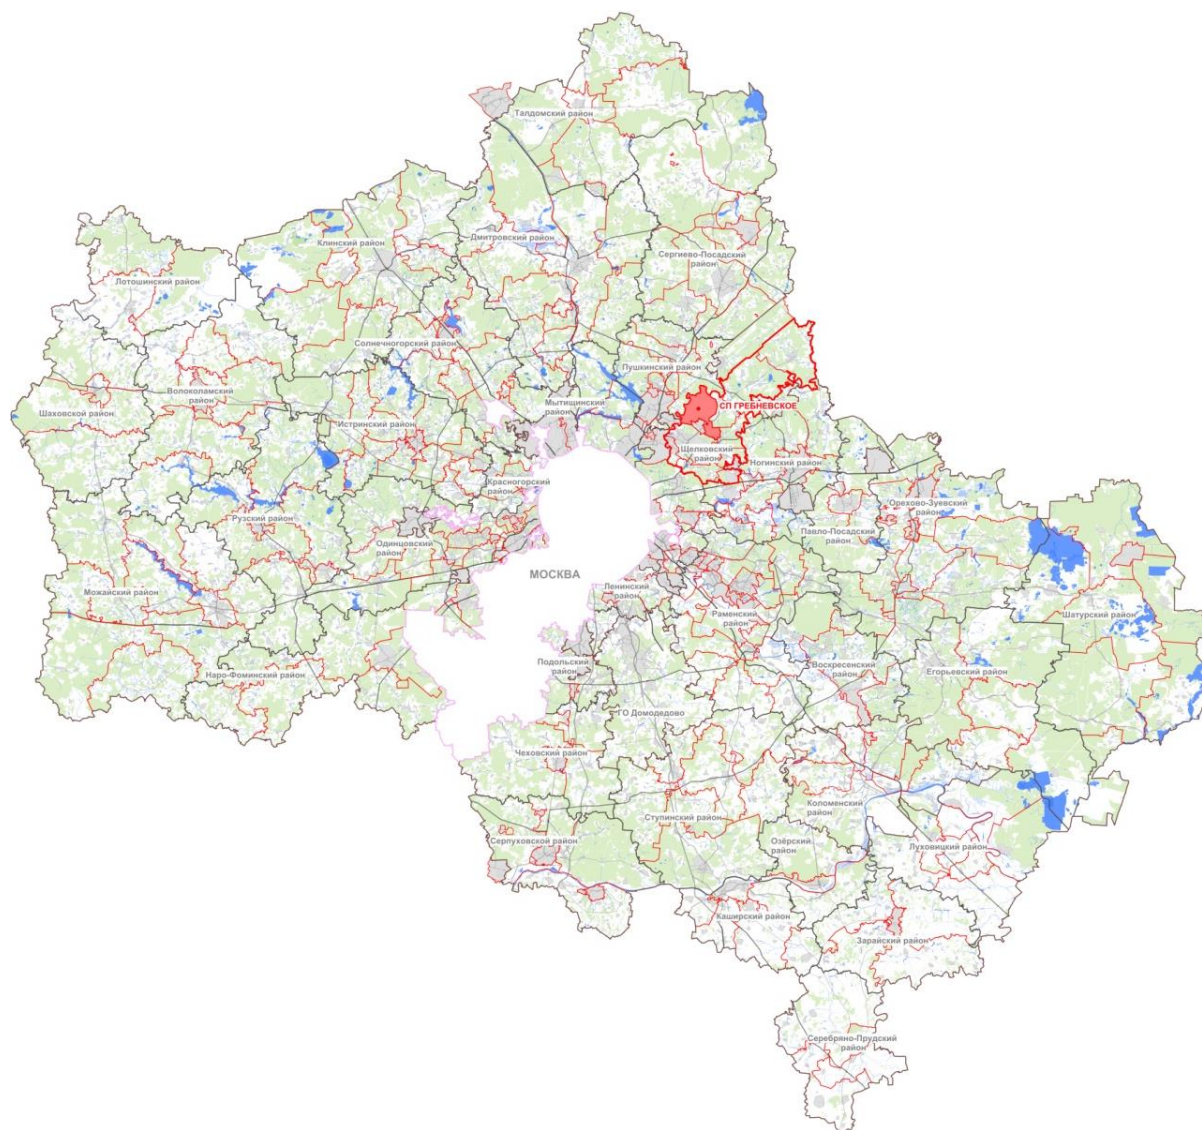 Талдомский район
Клинский район
Дмитровский район
Сергиево-Посадский
район
Лотошинский район
Солнечногорский район
Пушкинский район
Волоколамский
район
Шаховской район
Мытищинский
район
СП ГРЕБНЕВСКОЕ
Истринский район
Щелковский
район
Ногинский район
Красногорский
район
Орехово-Зуевский
район
Рузский район
Павло-Посадский
район
Одинцовский
район
МОСКВА
Ленинский
район
Можайский район
Раменский
район
Шатурский район
Подольский
район
Воскресенский
район
Егорьевский район
Наро-Фоминский район
ГО Домодедово
Чеховский район
Коломенский
район
Ступинский район
Серпуховской район
Озёрский
район
Луховицкий район
Каширский район
Зарайский район
Серебряно-Прудский
район